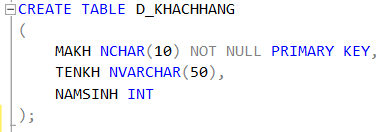 CREATE TABLE D_KHACHHANG
(
MAKH NCHAR(10) NOT NULL PRIMARY KEY,
TENKH NVARCHAR(50),
NAMSINH INT
);